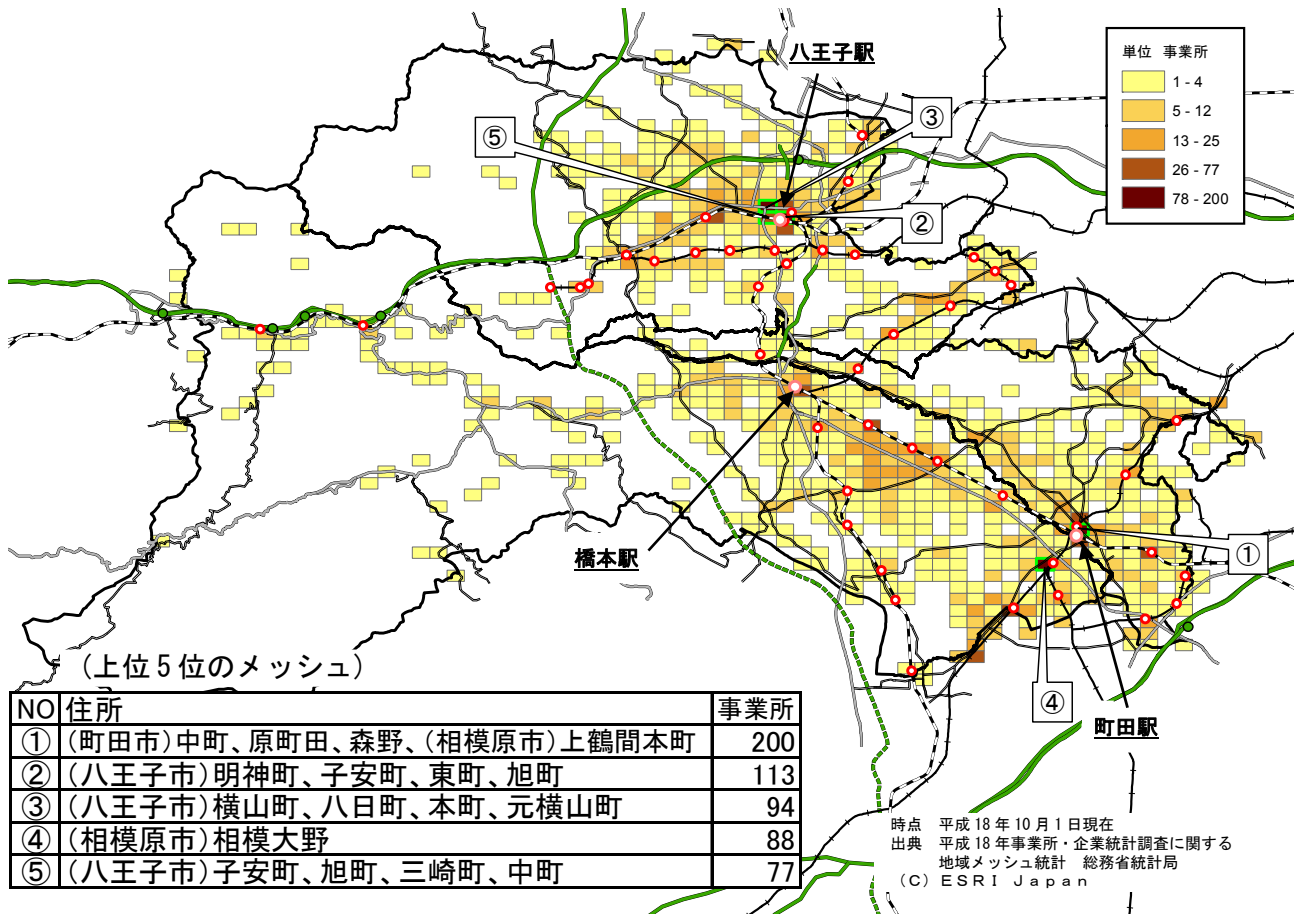 八王子駅
単位 事業所
1 - 4
5 - 12
13 - 25
26 - 77
78 - 200
③
⑤
②
橋本駅
①
④
町田駅
(上位５位のメッシュ)
NO 住所 事業所
① (町田市)中町、原町田、森野、(相模原市)上鶴間本町 200
② (八王子市)明神町、子安町、東町、旭町 113
③ (八王子市)横山町、八日町、本町、元横山町 94
④ (相模原市)相模大野 88
⑤ (八王子市)子安町、旭町、三崎町、中町 77
時点 平成 18 年 10 月 1 日現在
出典 平成 18 年事業所・企業統計調査に関する
地域メッシュ統計 総務省統計局
(C) ESRI Japan